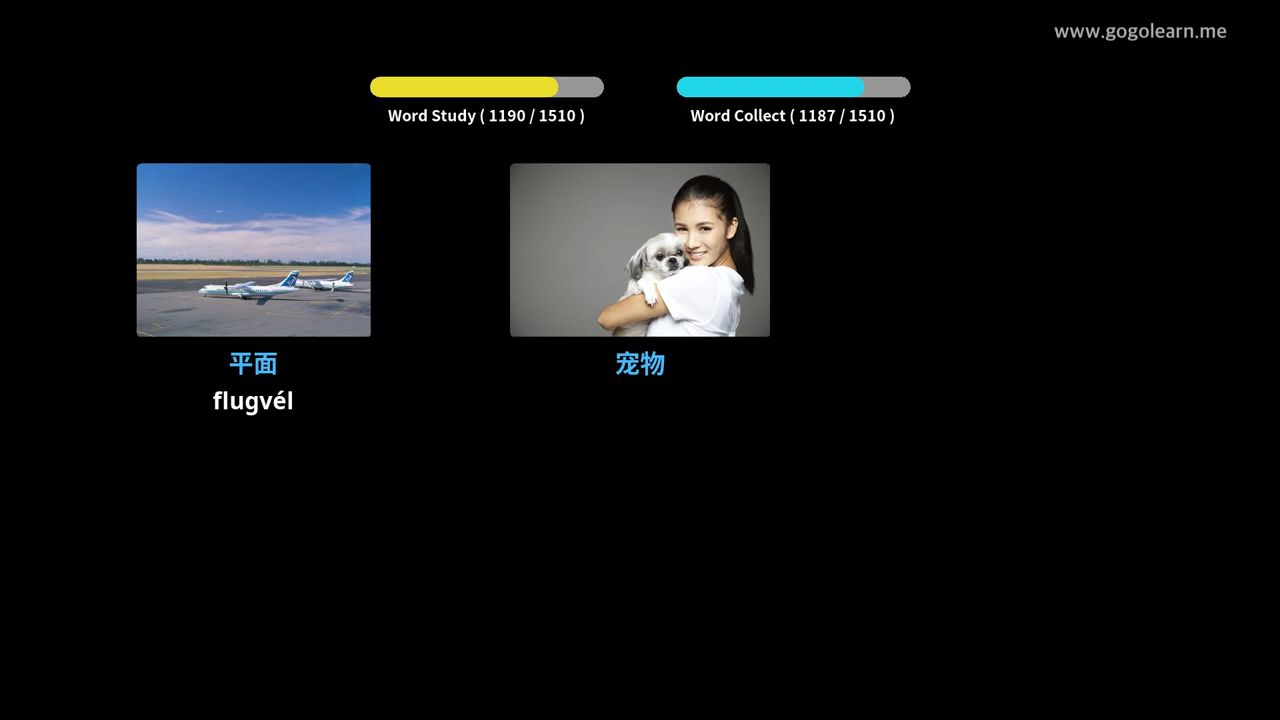 www.gogolearn.me
Word Study ( 1190 / 1510 )
Word Collect ( 1187 / 1510 )
平面
flugvél
宠物